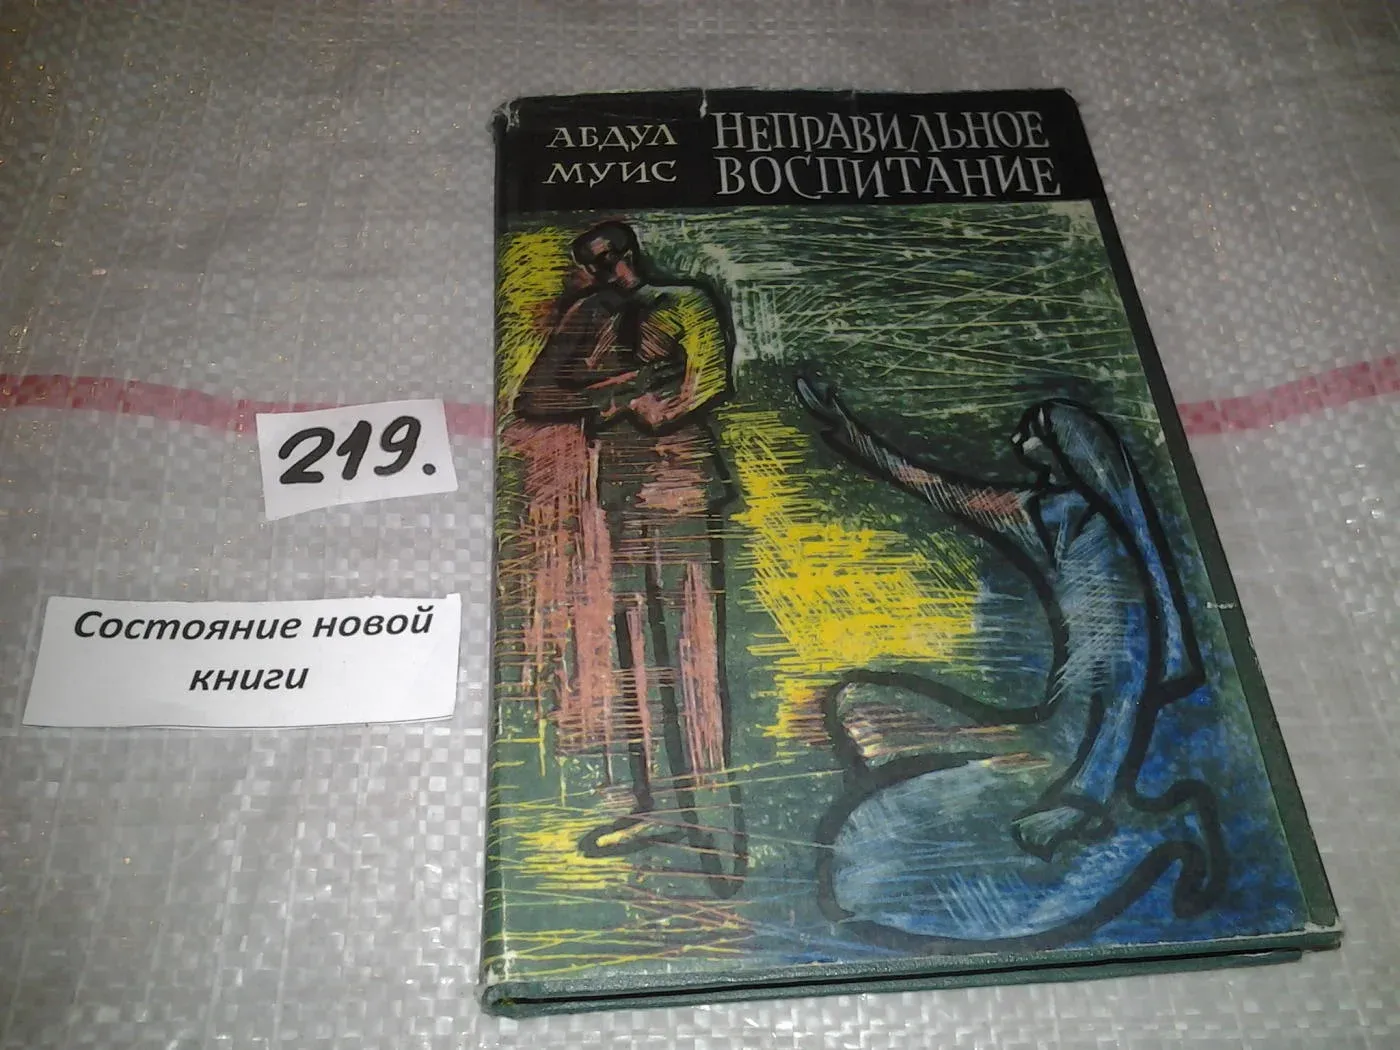 АБДУЛ
МУИС
НЕПРАВИЛЬНОЕ
ВОСПИТАНИЕ
219.
Состояние новой
книги